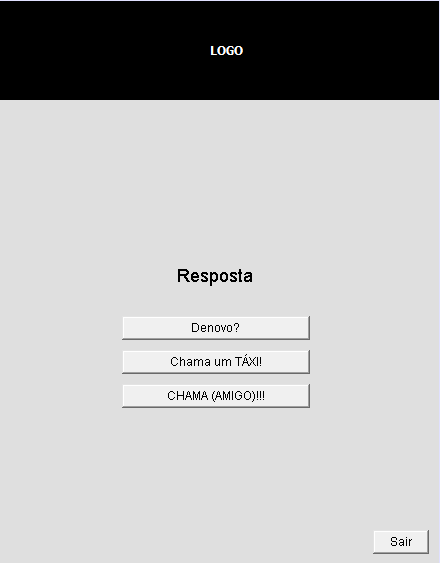 LOGO
Resposta
Denovo?
Chama um TÁXI!
CHAMA (AMIGO)!!!
Sair